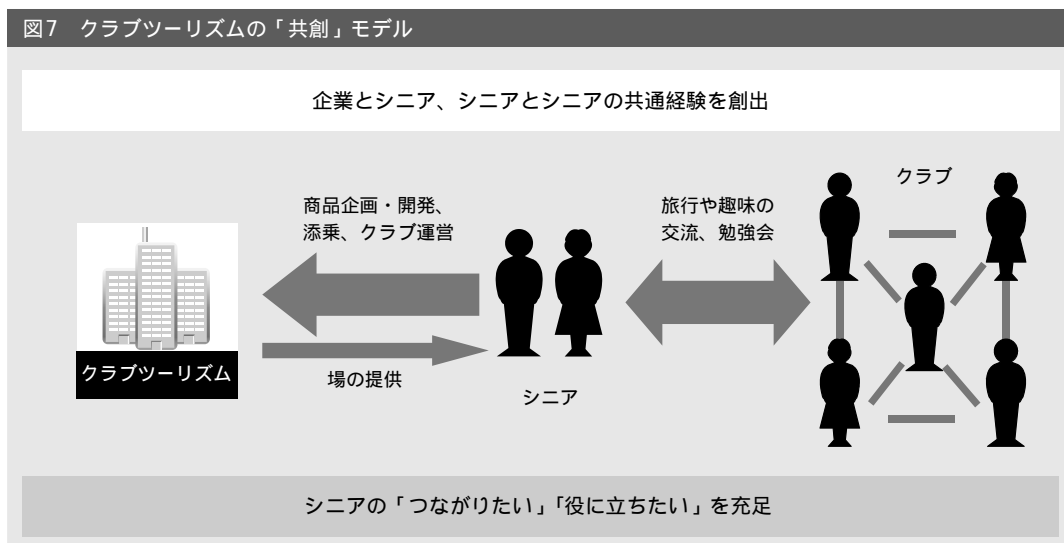 図7 クラブツーリズムの「共創」モデル
企業とシニア、シニアとシニアの共通経験を創出
商品企画・開発、
添乗、クラブ運営
旅行や趣味の
交流、勉強会
クラブ
クラブツーリズム
場の提供
シニア
シニアの「つながりたい」「役に立ちたい」を充足